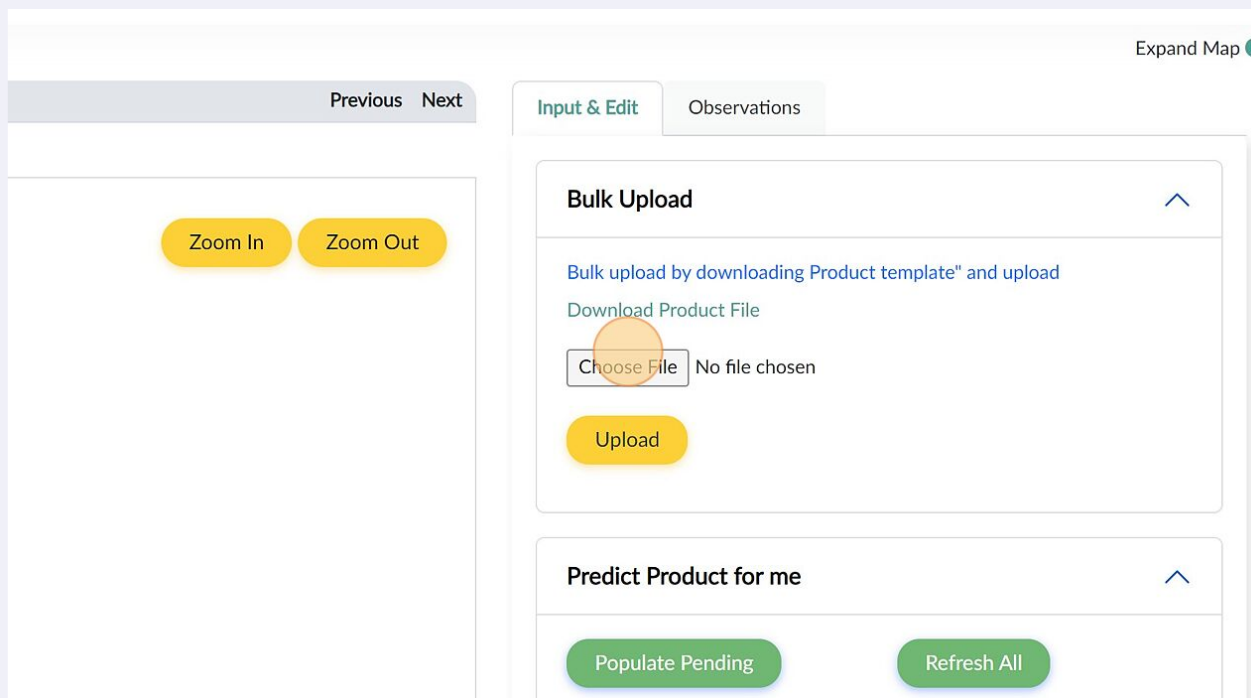 Expand Map
Previous Next
Input & Edit Observations
Bulk Upload
Zoom In Zoom Out
Bulk upload by downloading Product template" and upload
Download Product File
Choose File No file chosen
Upload
Predict Product for me
Populate Pending Refresh All